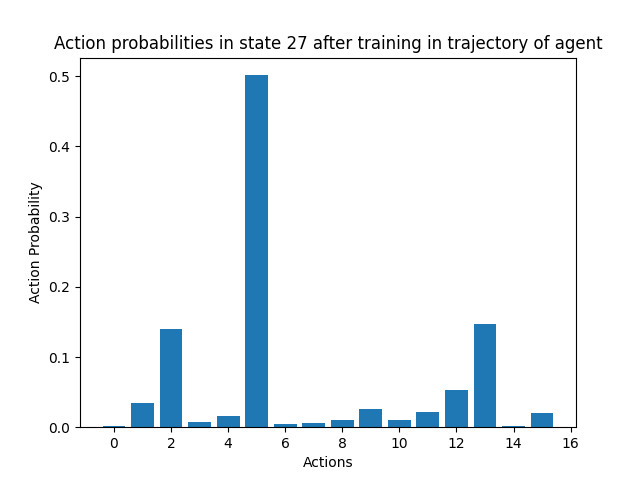 Action probabilities in state 27 after training in trajectory of agent
0.5
0.4
0.3
0.2
0.1
0.0
Action Probability
0 2 4 6 8 10 12 14 16
Actions